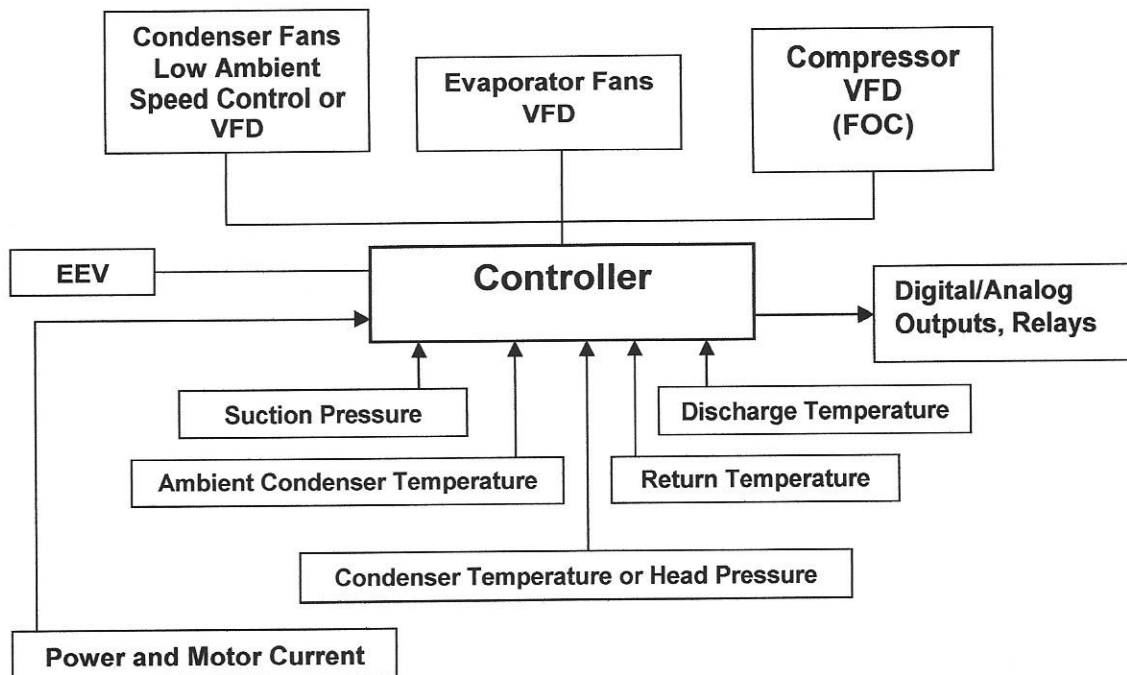 Condenser Fans
Low Ambient
Speed Control or
VFD
Evaporator Fans
VFD
Compressor
VFD
(FOC)
EEV
Controller
Digital/Analog
Outputs, Relays
Suction Pressure
Discharge Temperature
Ambient Condenser Temperature
Return Temperature
Condenser Temperature or Head Pressure
Power and Motor Current